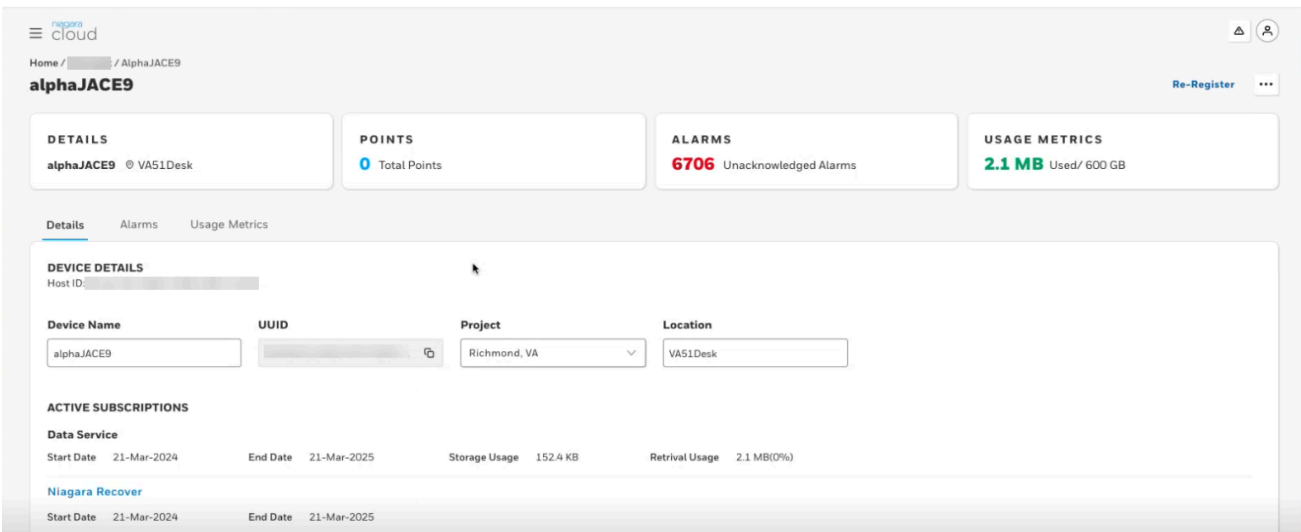 niagara
cloud
Home / / AlphaJACE9
alphaJACE9
Re-Register
DETAILS
alphaJACE9 VA51Desk
POINTS
0 Total Points
ALARMS
6706 Unacknowledged Alarms
USAGE METRICS
2.1 MB Used/ 600 GB
Details Alarms Usage Metrics
DEVICE DETAILS
Host ID:
Device Name UUID Project Location
alphaJACE9 Richmond, VA VA51Desk
ACTIVE SUBSCRIPTIONS
Data Service
Start Date 21-Mar-2024 End Date 21-Mar-2025 Storage Usage 152.4 KB Retrival Usage 2.1 MB(0%)
Niagara Recover
Start Date 21-Mar-2024 End Date 21-Mar-2025